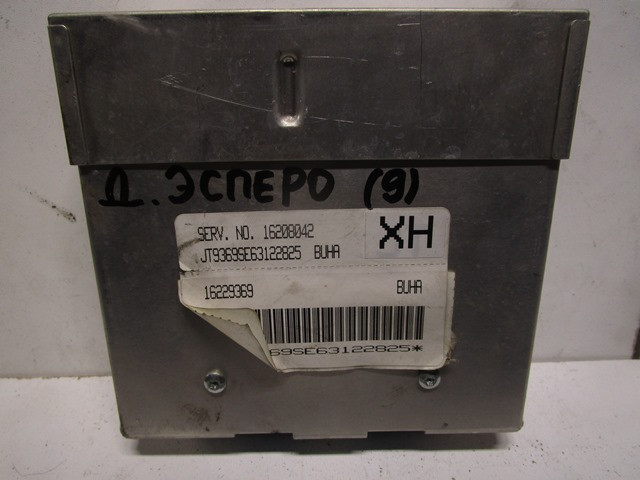 Д. ЭСПЕРО (9)
SERV. NO. 16208042 XH
JT9369SE63122825 BUHA
16229369 BUHA
69SE63122825*